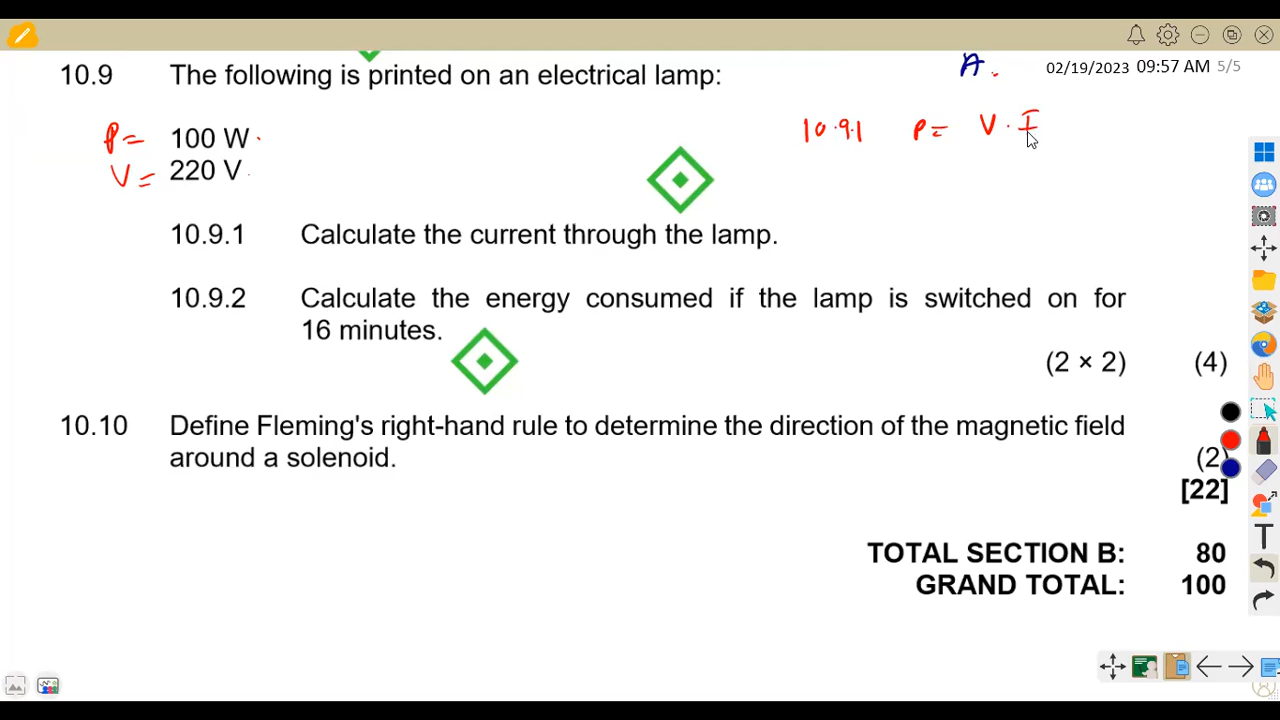 10.9 The following is printed on an electrical lamp:
A.
02/19/2023 09:57 AM 5/5
P= 100 W
10.9.1 P= V·I
V= 220 V
10.9.1 Calculate the current through the lamp.
10.9.2 Calculate the energy consumed if the lamp is switched on for
16 minutes.
(2 × 2) (4)
10.10 Define Fleming's right-hand rule to determine the direction of the magnetic field
around a solenoid.
(2)
[22]
TOTAL SECTION B: 80
GRAND TOTAL: 100
T